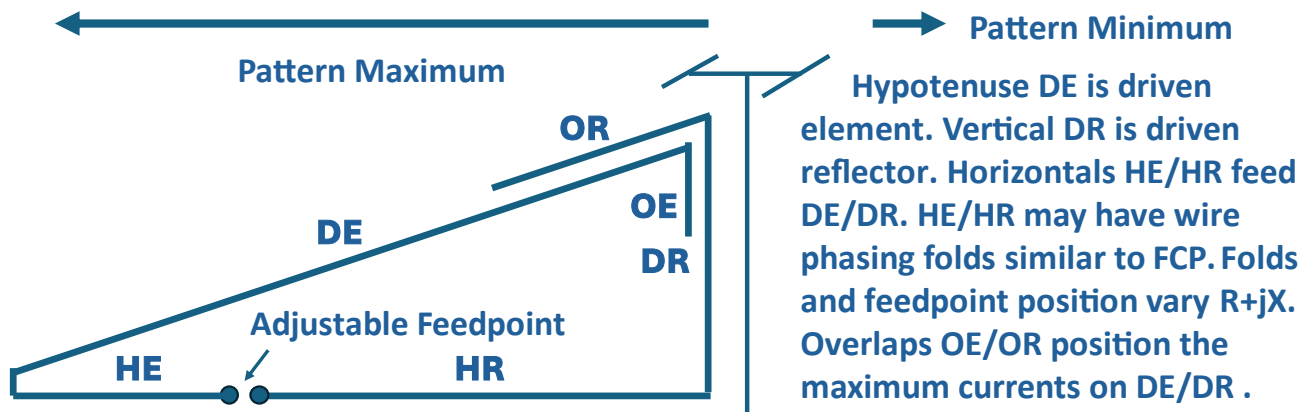 Pattern Minimum
Pattern Maximum
Hypotenuse DE is driven
element. Vertical DR is driven
reflector. Horizontals HE/HR feed
DE/DR. HE/HR may have wire
phasing folds similar to FCP. Folds
and feedpoint position vary R+jX.
Overlaps OE/OR position the
maximum currents on DE/DR .
OR
OE
DE
DR
Adjustable Feedpoint
HE
HR